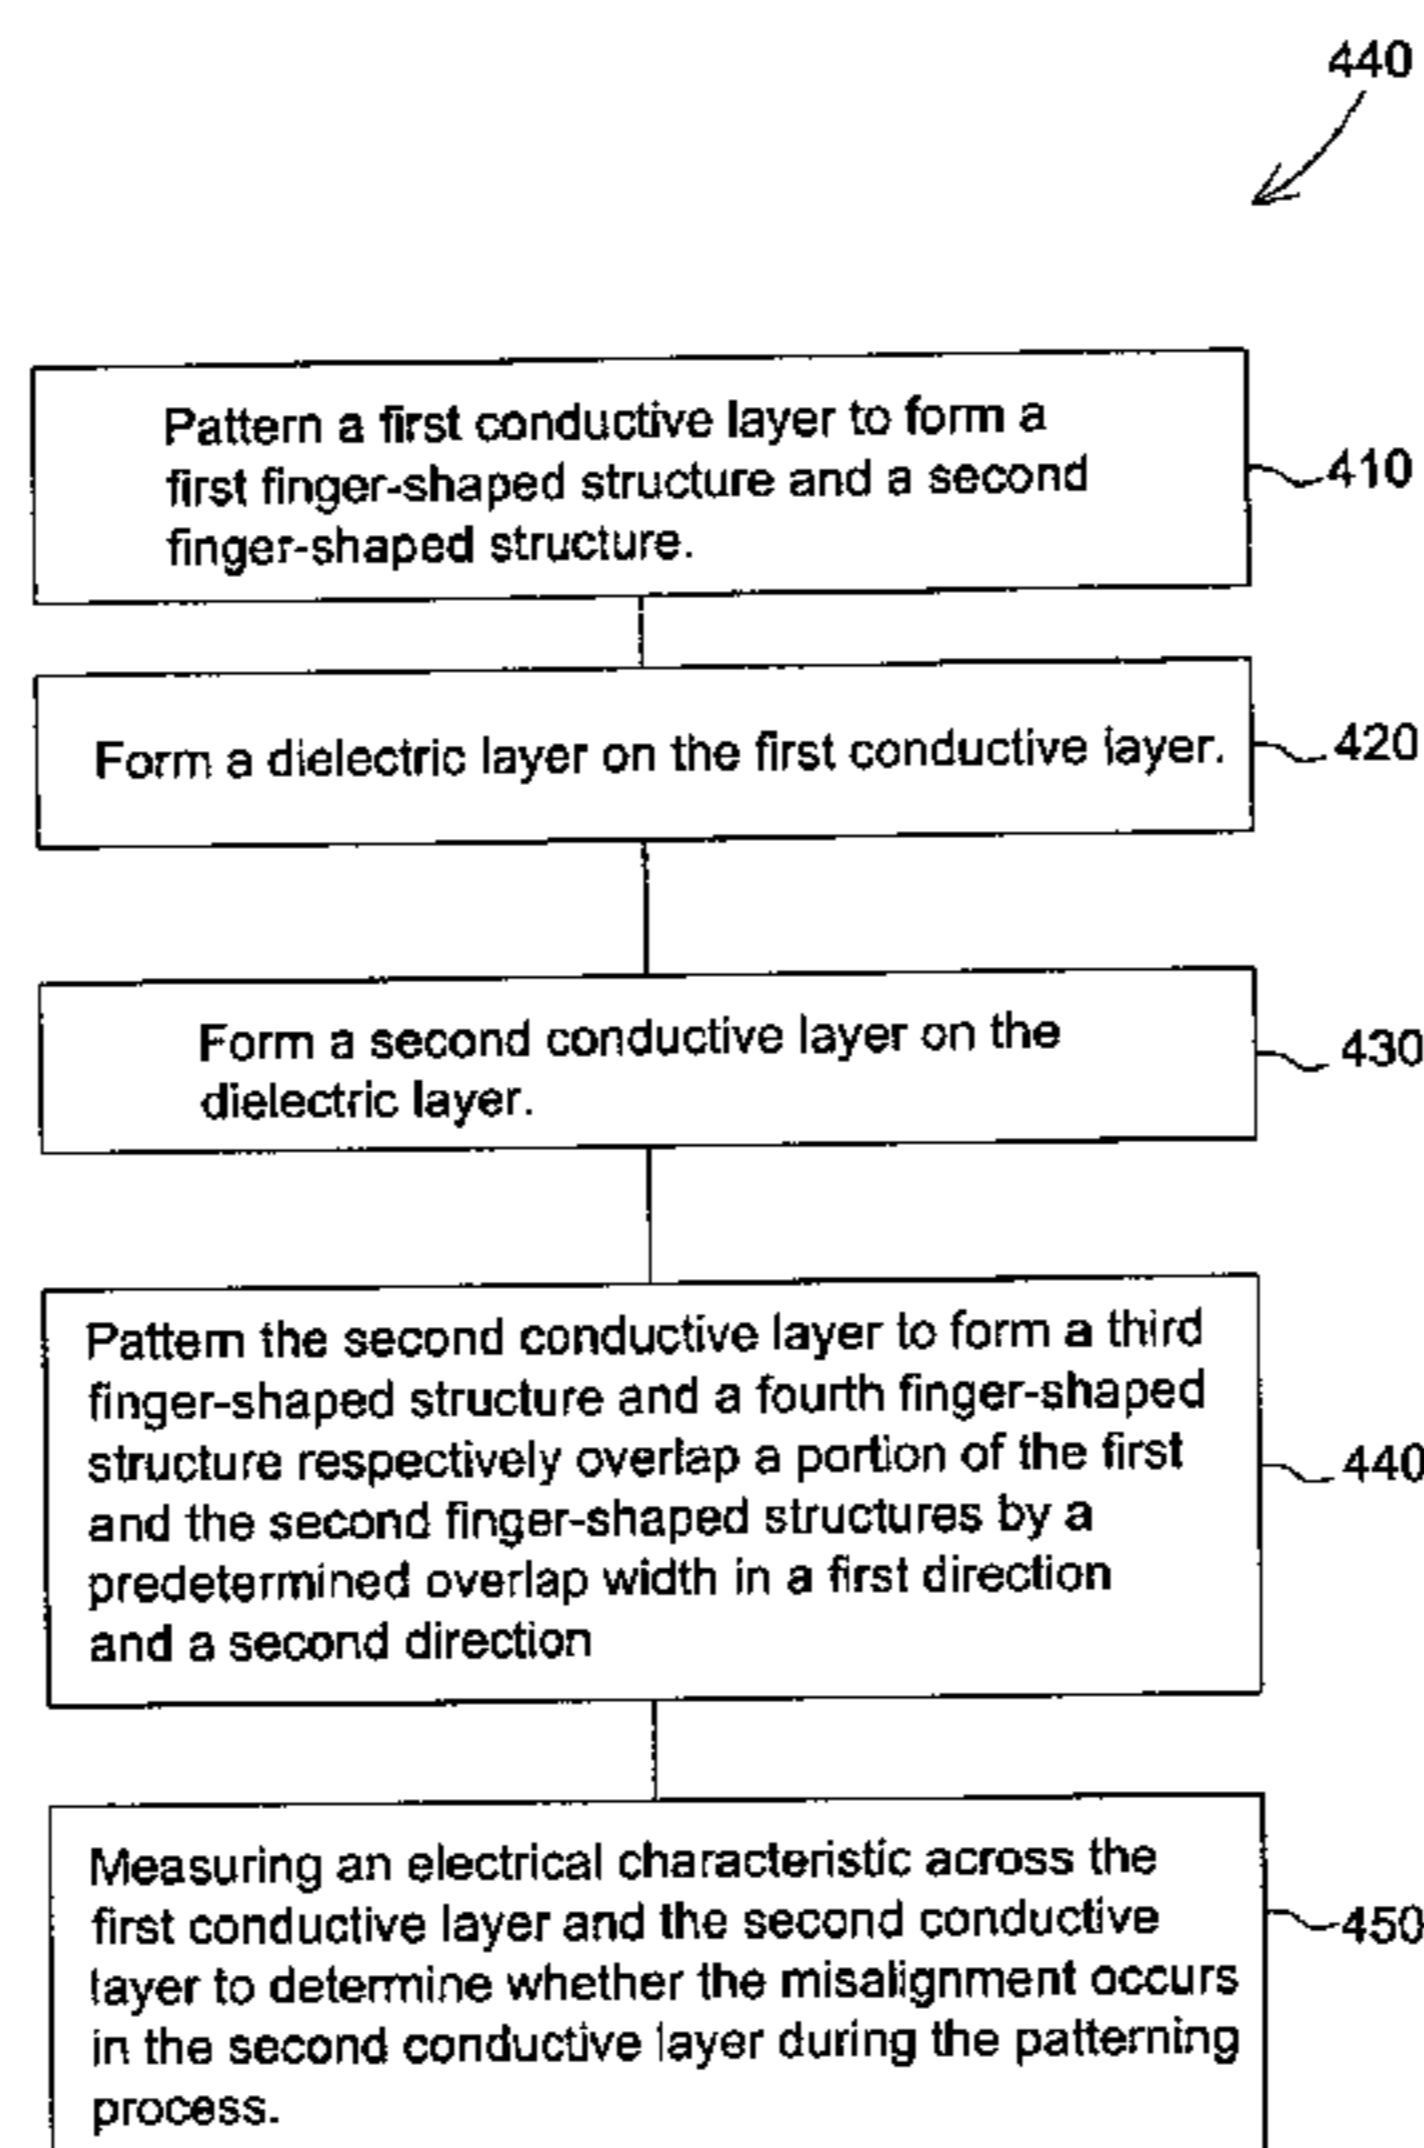 440
Pattern a first conductive layer to form a
first finger-shaped structure and a second
finger-shaped structure.
410
Form a dielectric layer on the first conductive layer.
420
Form a second conductive layer on the
dielectric layer.
430
Pattern the second conductive layer to form a third
finger-shaped structure and a fourth finger-shaped
structure respectively overlap a portion of the first
and the second finger-shaped structures by a
predetermined overlap width in a first direction
and a second direction
440
Measuring an electrical characteristic across the
first conductive layer and the second conductive
layer to determine whether the misalignment occurs
in the second conductive layer during the patterning
process.
450